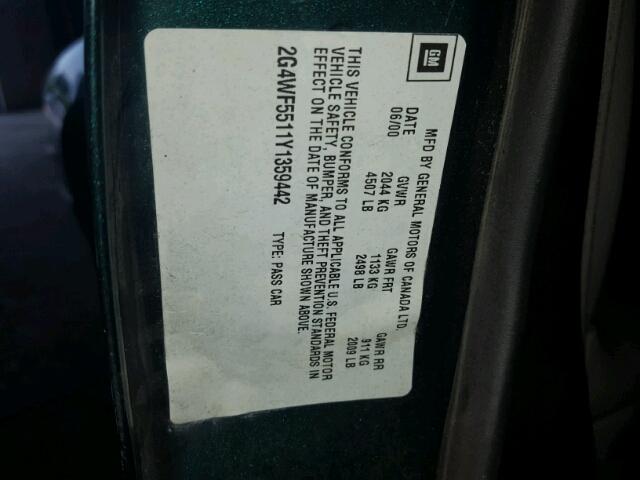 GM
MFD BY GENERAL MOTORS OF CANADA LTD.
DATE GVWR GAWR FRT GAWR RR
06/00 2044 KG 1133 KG 911 KG
4507 LB 2498 LB 2009 LB
THIS VEHICLE CONFORMS TO ALL APPLICABLE U.S. FEDERAL MOTOR
VEHICLE SAFETY, BUMPER, AND THEFT PREVENTION STANDARDS IN
EFFECT ON THE DATE OF MANUFACTURE SHOWN ABOVE.
2G4WF5511Y1359442 TYPE: PASS CAR